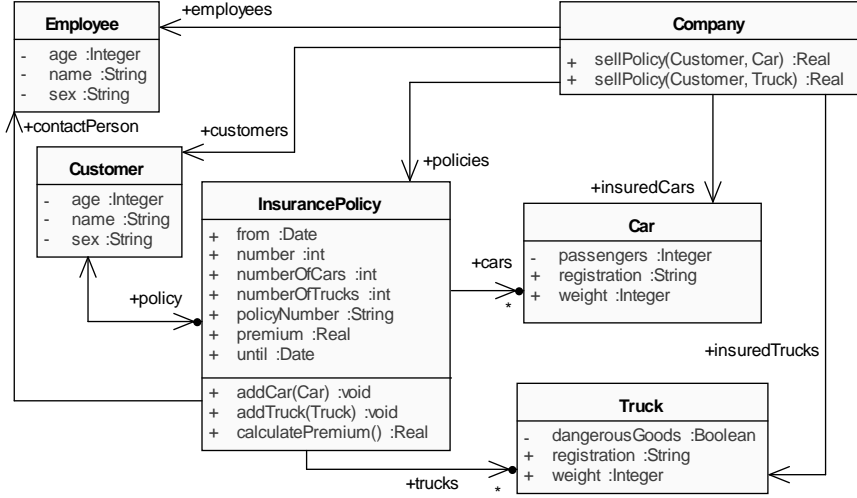 Employee
- age :Integer
- name :String
- sex :String
+employees
Company
+ sellPolicy(Customer, Car) :Real
+ sellPolicy(Customer, Truck) :Real
+contactPerson
+customers
+policies
Customer
- age :Integer
- name :String
- sex :String
+insuredCars
InsurancePolicy
+ from :Date
+ number :int
+ numberOfCars :int
+ numberOfTrucks :int
+ policyNumber :String
+ premium :Real
+ until :Date
+ addCar(Car) :void
+ addTruck(Truck) :void
+ calculatePremium() :Real
+policy
+cars
*
Car
- passengers :Integer
+ registration :String
+ weight :Integer
+insuredTrucks
Truck
- dangerousGoods :Boolean
+ registration :String
+ weight :Integer
+trucks
*